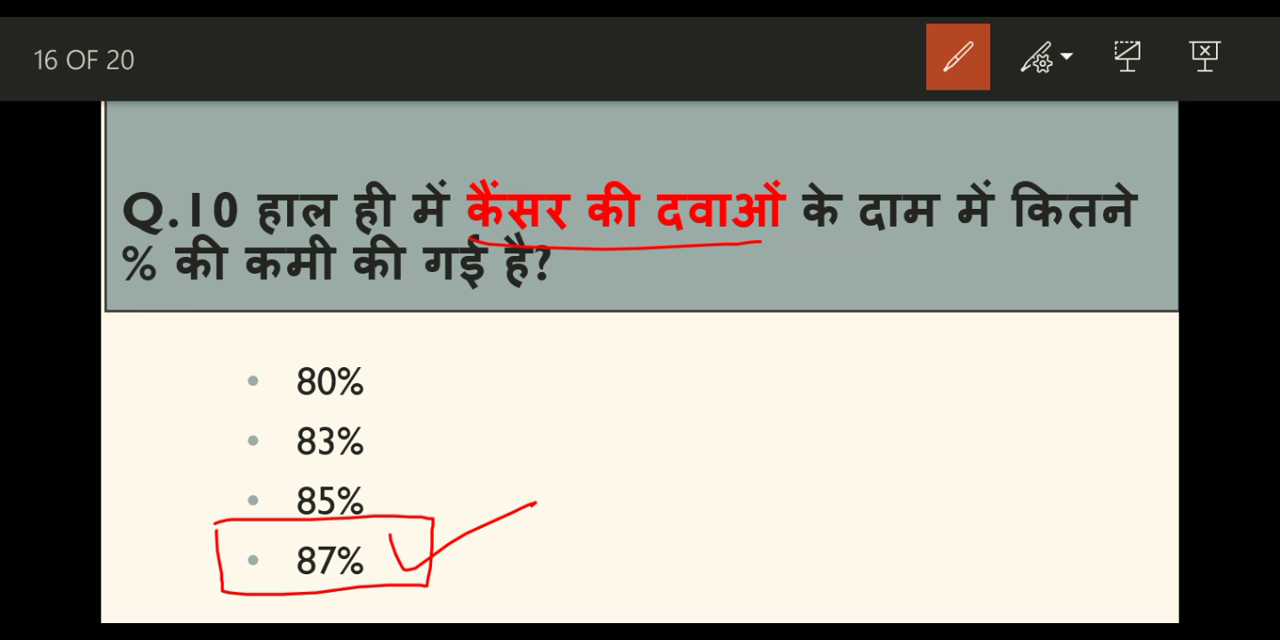 16 OF 20
Q.10 हाल ही में कैंसर की दवाओं के दाम में कितने
% की कमी की गई है?
• 80%
• 83%
• 85%
• 87%